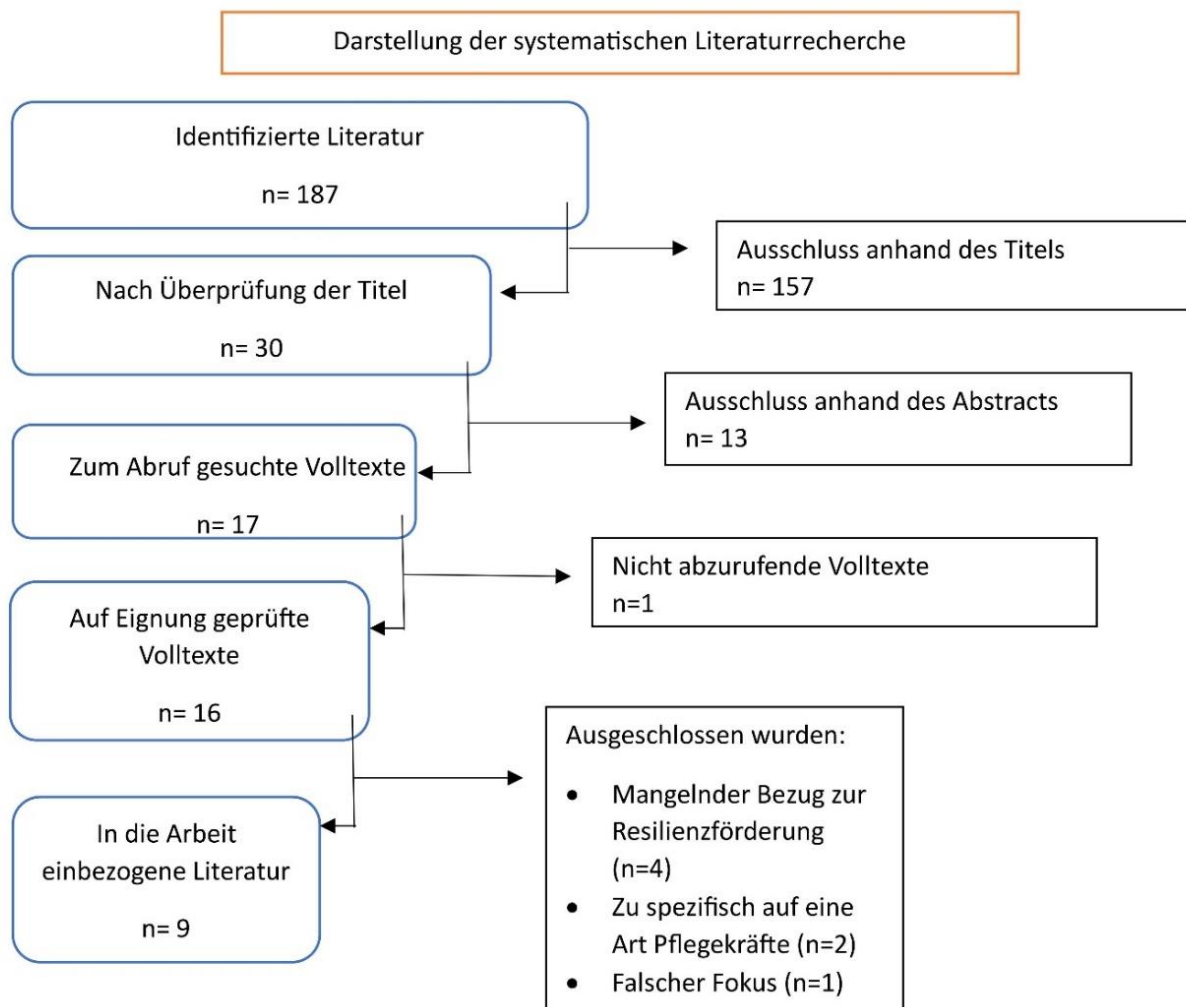 Darstellung der systematischen Literaturrecherche
Identifizierte Literatur
n= 187
Ausschluss anhand des Titels
n= 157
Nach Überprüfung der Titel
n= 30
Ausschluss anhand des Abstracts
n= 13
Zum Abruf gesuchte Volltexte
n= 17
Nicht abzurufende Volltexte
n=1
Auf Eignung geprüfte
Volltexte
n= 16
Ausgeschlossen wurden:
• Mangelnder Bezug zur
Resilienzförderung
(n=4)
• Zu spezifisch auf eine
Art Pflegekräfte (n=2)
• Falscher Fokus (n=1)
In die Arbeit
einbezogene Literatur
n= 9